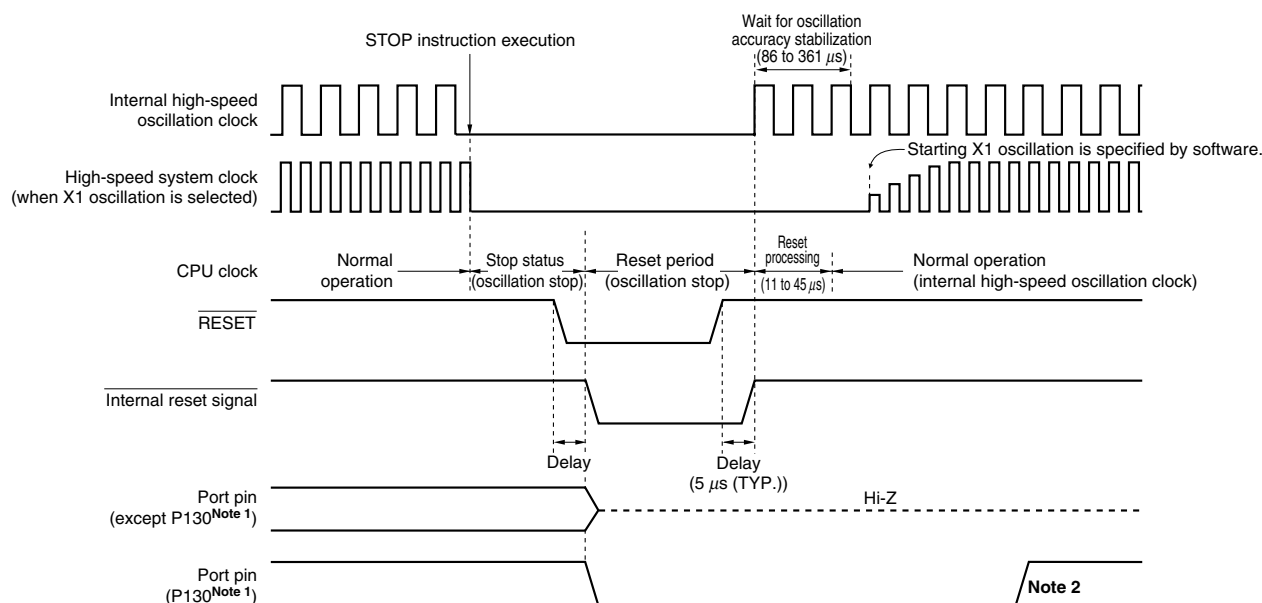 Wait for oscillation
accuracy stabilization
(86 to 361 μs)
STOP instruction execution
Internal high-speed
oscillation clock
Starting X1 oscillation is specified by software.
High-speed system clock
(when X1 oscillation is selected)
CPU clock
Normal
operation
Stop status
(oscillation stop)
Reset period
(oscillation stop)
Reset
processing
(11 to 45 μs)
Normal operation
(internal high-speed oscillation clock)
RESET
Internal reset signal
Delay
Delay
(5 μs (TYP.))
Port pin
(except P130Note 1)
Hi-Z
Port pin
(P130Note 1)
Note 2